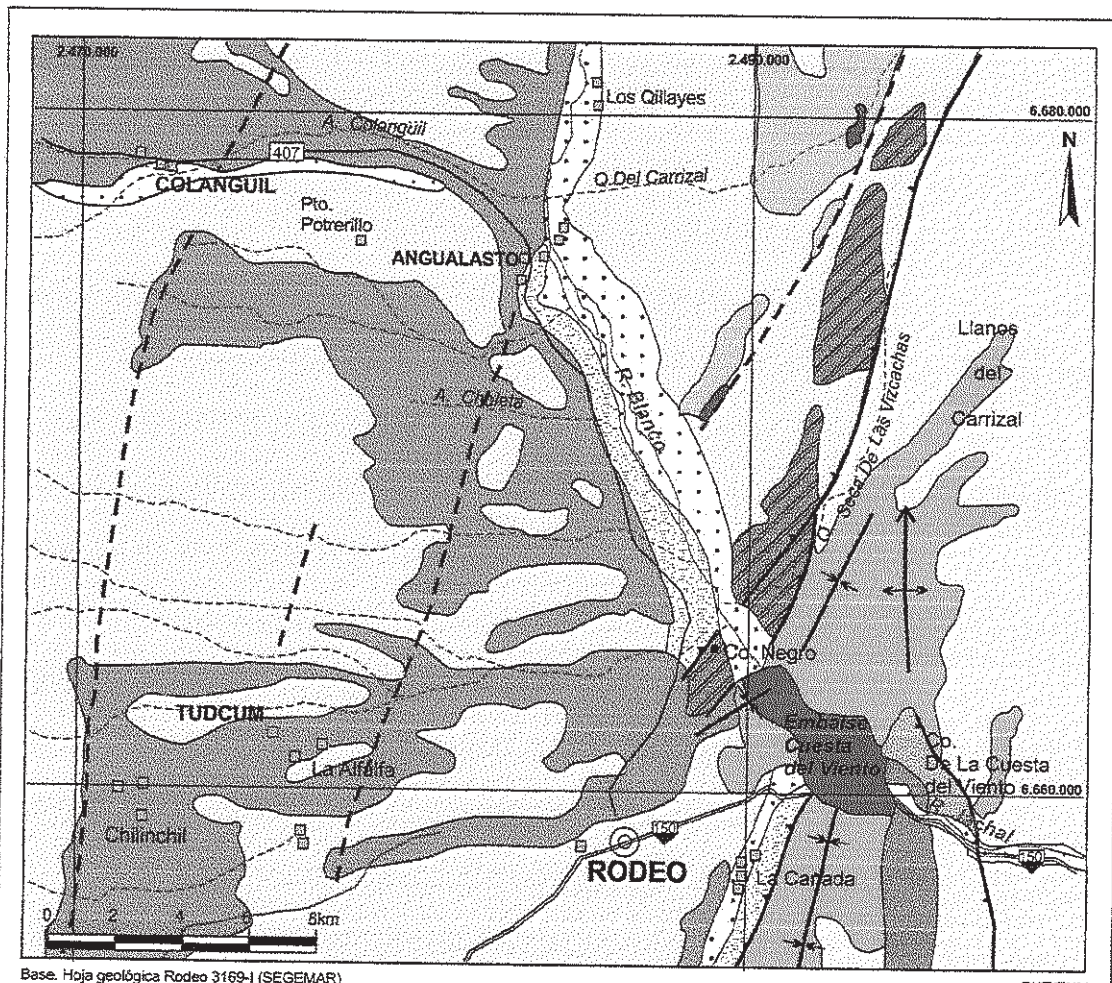 2.470.000
2.490.000
Los Qillayes
6.680.000
A. Colangüil
N
407
COLANGUIL
Q.Del Carrizal
Pto.
Potrerillo
ANGUALASTO
Llanos
del
Carrizal
A. Chuleta
R. Blanco
Q. Seca De Las Vizcachas
Co. Negro
TUDCUM
Embalse
Cuesta
del Viento
Co.
De La Cuesta
del Viento
La Alfalfa
6.660.000
Chilinchil
150
RODEO
150
La Cañada
0 2 4 6 8km
Base. Hoja geológica Rodeo 3169-I (SEGEMAR)